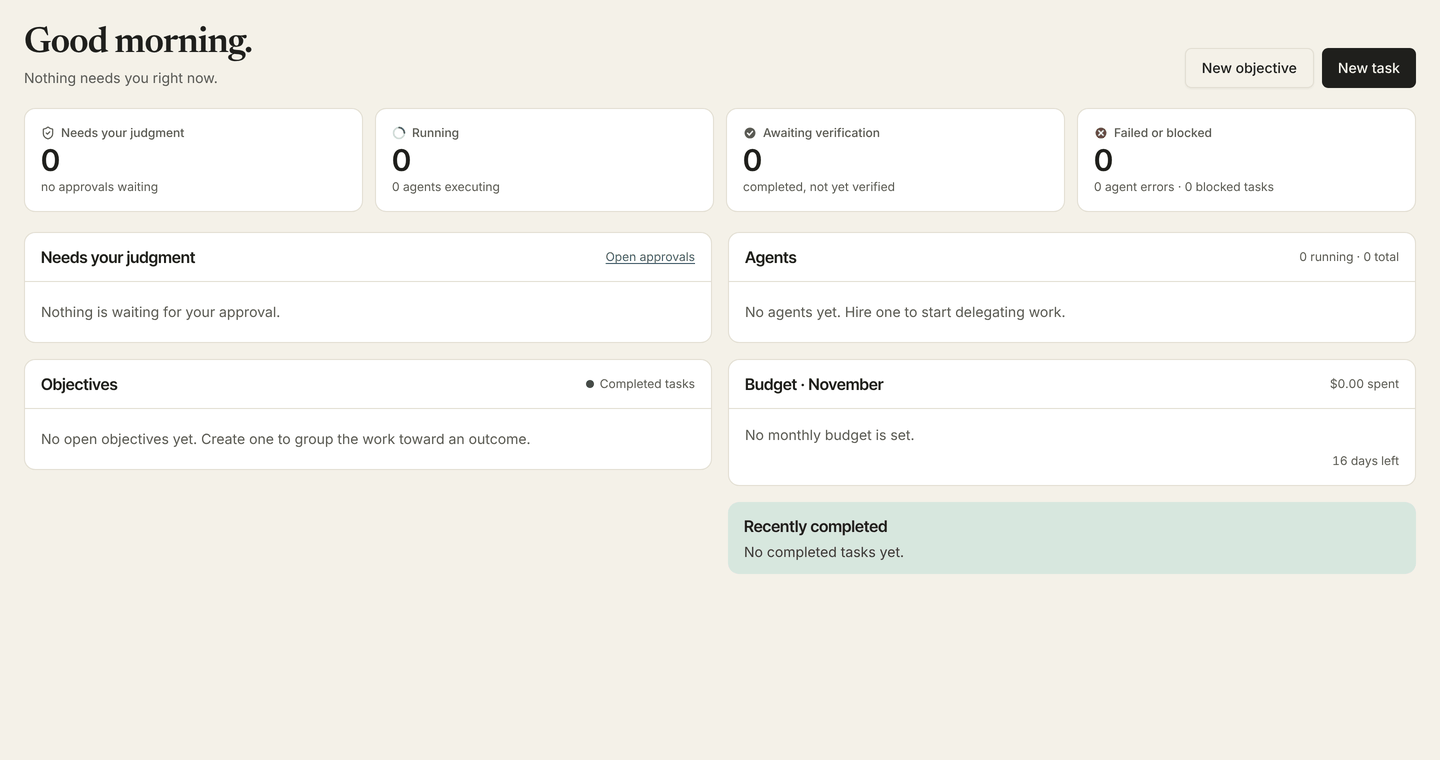 Good morning.
Nothing needs you right now.
New objective
New task
Needs your judgment
0
no approvals waiting
Running
0
0 agents executing
Awaiting verification
0
completed, not yet verified
Failed or blocked
0
0 agent errors · 0 blocked tasks
Needs your judgment
Open approvals
Nothing is waiting for your approval.
Agents
0 running · 0 total
No agents yet. Hire one to start delegating work.
Objectives
Completed tasks
No open objectives yet. Create one to group the work toward an outcome.
Budget · November
$0.00 spent
No monthly budget is set.
16 days left
Recently completed
No completed tasks yet.